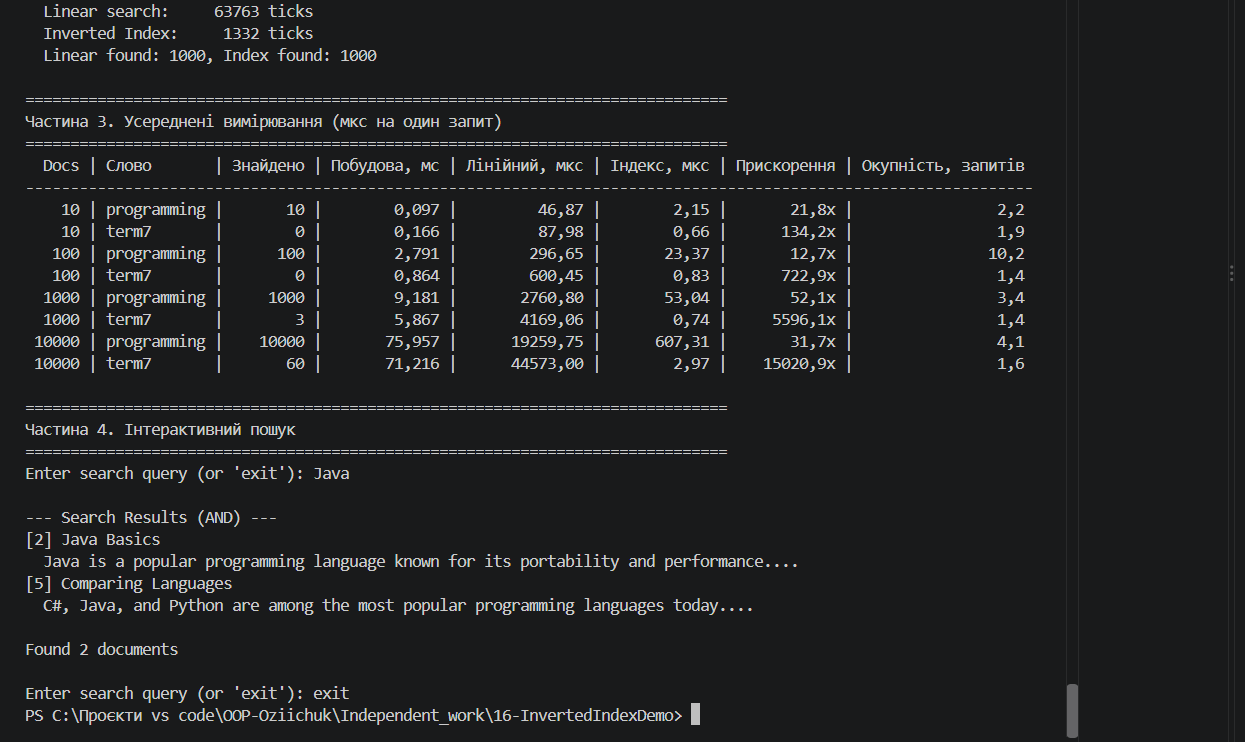 Linear search:     63763 ticks
Inverted Index:     1332 ticks
Linear found: 1000, Index found: 1000
==============================================================================
Частина 3. Усереднені вимірювання (мкс на один запит)
==============================================================================
Docs | Слово       | Знайдено | Побудова, мс | Лінійний, мкс | Індекс, мкс | Прискорення | Окупність, запитів
----------------------------------------------------------------------------------------------------------------
10 | programming |       10 |        0,097 |         46,87 |        2,15 |       21,8x |                2,2
10 | term7       |        0 |        0,166 |         87,98 |        0,66 |      134,2x |                1,9
100 | programming |      100 |        2,791 |        296,65 |       23,37 |       12,7x |               10,2
100 | term7       |        0 |        0,864 |        600,45 |        0,83 |      722,9x |                1,4
1000 | programming |     1000 |        9,181 |       2760,80 |       53,04 |       52,1x |                3,4
1000 | term7       |        3 |        5,867 |       4169,06 |        0,74 |     5596,1x |                1,4
10000 | programming |    10000 |       75,957 |      19259,75 |      607,31 |       31,7x |                4,1
10000 | term7       |       60 |       71,216 |      44573,00 |        2,97 |    15020,9x |                1,6
==============================================================================
Частина 4. Інтерактивний пошук
==============================================================================
Enter search query (or 'exit'): Java
--- Search Results (AND) ---
[2] Java Basics
Java is a popular programming language known for its portability and performance....
[5] Comparing Languages
C#, Java, and Python are among the most popular programming languages today....
Found 2 documents
Enter search query (or 'exit'): exit
PS C:\Проєкти vs code\OOP-Oziichuk\Independent_work\16-InvertedIndexDemo>